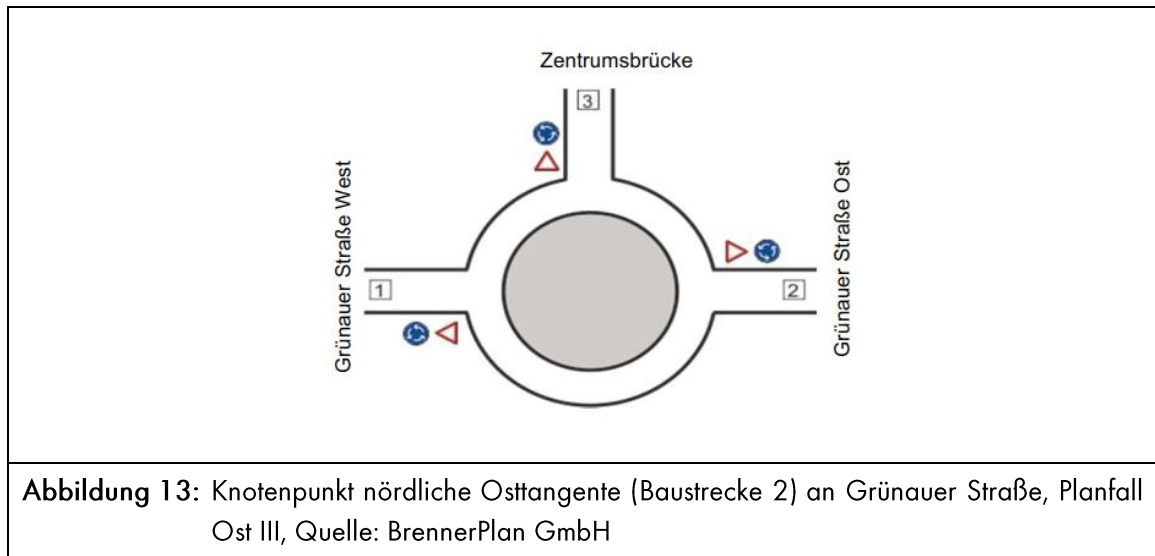 Zentrumsbrücke
3
Grünauer Straße West
Grünauer Straße Ost
1
2
Abbildung 13: Knotenpunkt nördliche Osttangente (Baustrecke 2) an Grünauer Straße, Planfall
Ost III, Quelle: BrennerPlan GmbH